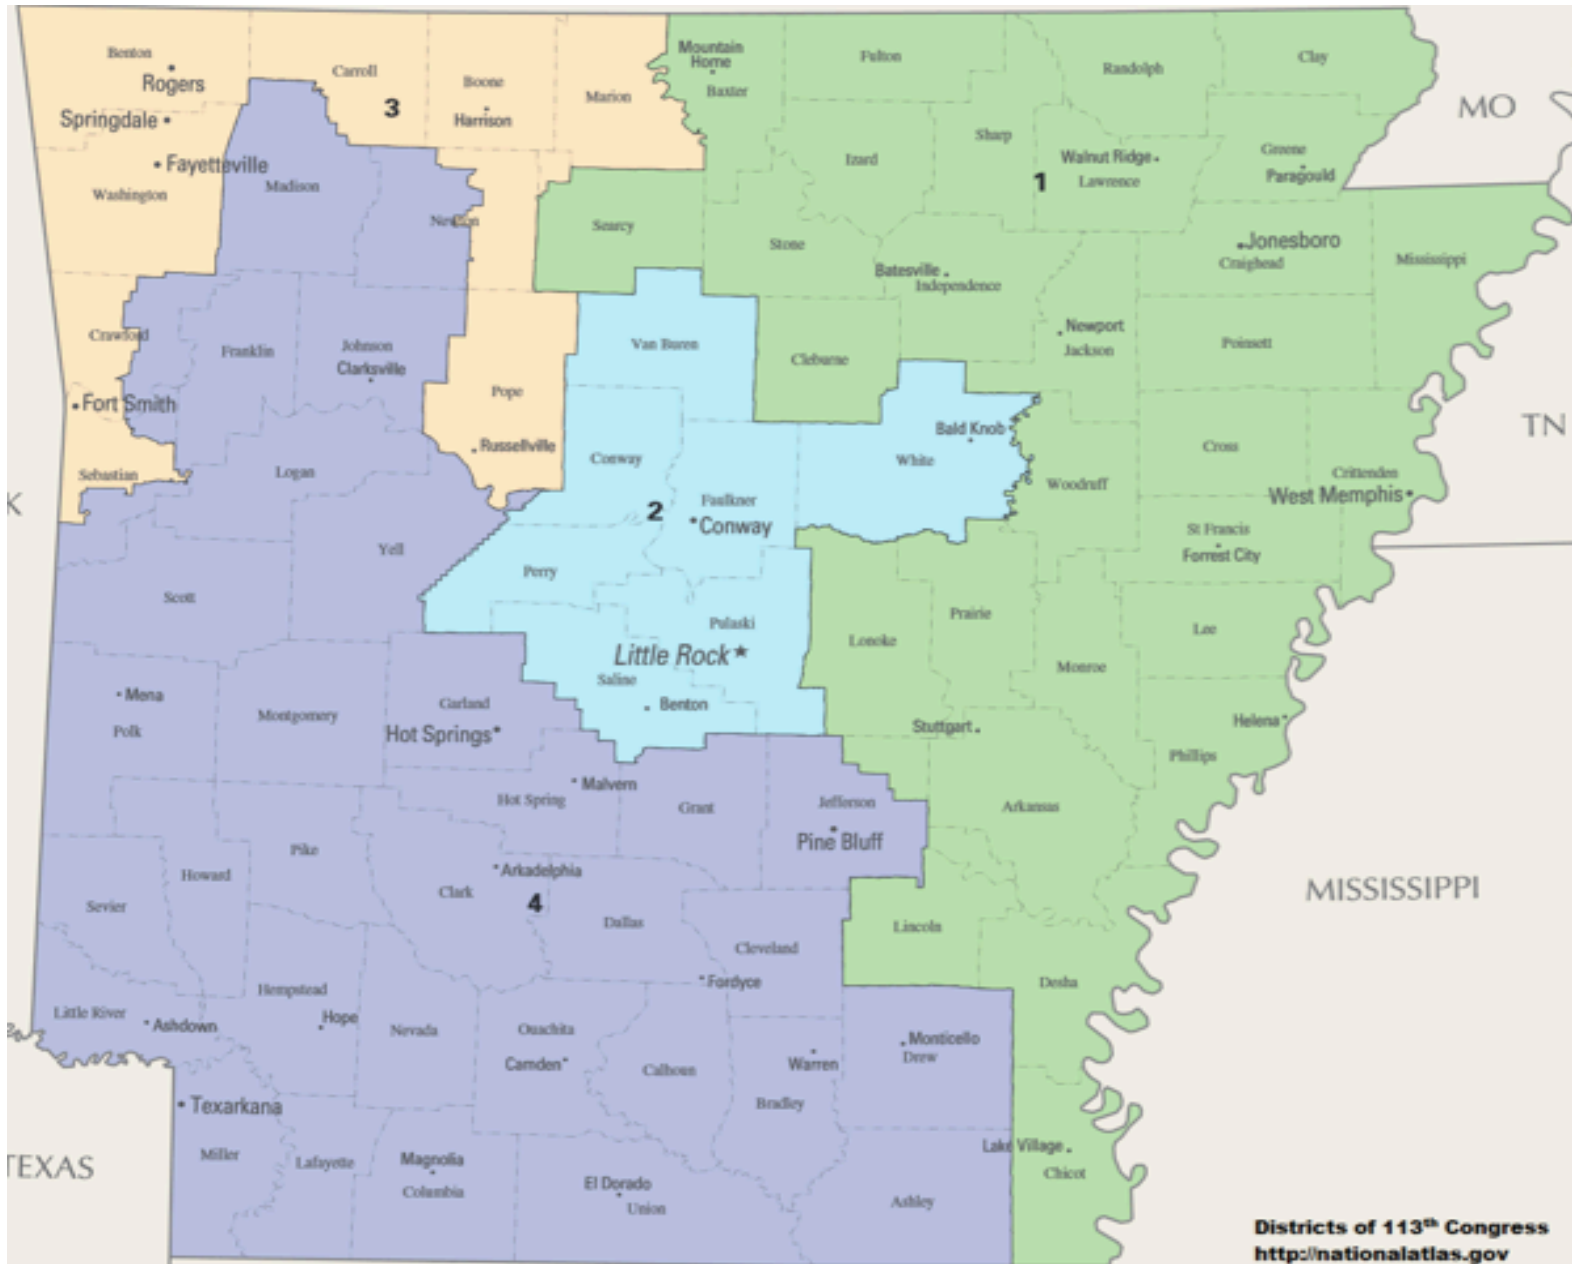 Benton
Rogers
Springdale
Fayetteville
Washington
Carroll
3
Boone
Harrison
Marion
Mountain
Home
Baxter
Fulton
Randolph
Clay
MO
Sharp
Izard
1
Walnut Ridge
Lawrence
Greene
Paragould
Madison
Newton
Searcy
Stone
Batesville
Independence
Jonesboro
Craighead
Mississippi
Crawford
Franklin
Johnson
Clarksville
Van Buren
Cleburne
Newport
Jackson
Poinsett
Fort Smith
Pope
Russellville
Bald Knob
White
TN
Sebastian
Logan
Conway
Faulkner
2
Conway
Woodruff
Cross
Crittenden
West Memphis
K
Yell
St Francis
Forrest City
Scott
Perry
Pulaski
Little Rock
Saline
Benton
Lonoke
Prairie
Monroe
Lee
Mena
Polk
Montgomery
Garland
Hot Springs
Stuttgart
Helena
Phillips
Malvern
Hot Spring
Grant
Jefferson
Pine Bluff
Arkansas
Pike
Howard
Sevier
Clark
Arkadelphia
4
Dallas
Cleveland
Lincoln
MISSISSIPPI
Fordyce
Desha
Little River
Ashdown
Hempstead
Hope
Nevada
Ouachita
Camden
Calhoun
Warren
Bradley
Monticello
Drew
Texarkana
Miller
Lafayette
Magnolia
Columbia
El Dorado
Union
Ashley
Lake Village
Chicot
TEXAS
Districts of 113th Congress
http://nationalatlas.gov